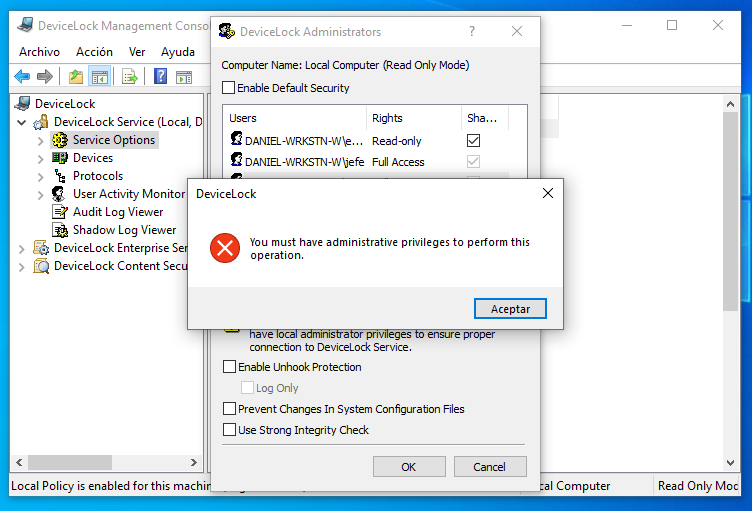 DeviceLock Management Conso
Archivo Acción Ver Ayuda
DeviceLock
DeviceLock Service (Local, D
Service Options
Devices
Protocols
User Activity Monitor
Audit Log Viewer
Shadow Log Viewer
DeviceLock Enterprise Ser
DeviceLock Content Secu
DeviceLock Administrators
Computer Name: Local Computer (Read Only Mode)
Enable Default Security
Users Rights Sha...
DANIEL-WRKSTN-W\e... Read-only
DANIEL-WRKSTN-W\jefe Full Access
DeviceLock
You must have administrative privileges to perform this
operation.
Aceptar
have local administrator privileges to ensure proper
connection to DeviceLock Service.
Enable Unhook Protection
Log Only
Prevent Changes In System Configuration Files
Use Strong Integrity Check
OK Cancel
Local Policy is enabled for this machin
cal Computer
Read Only Mod